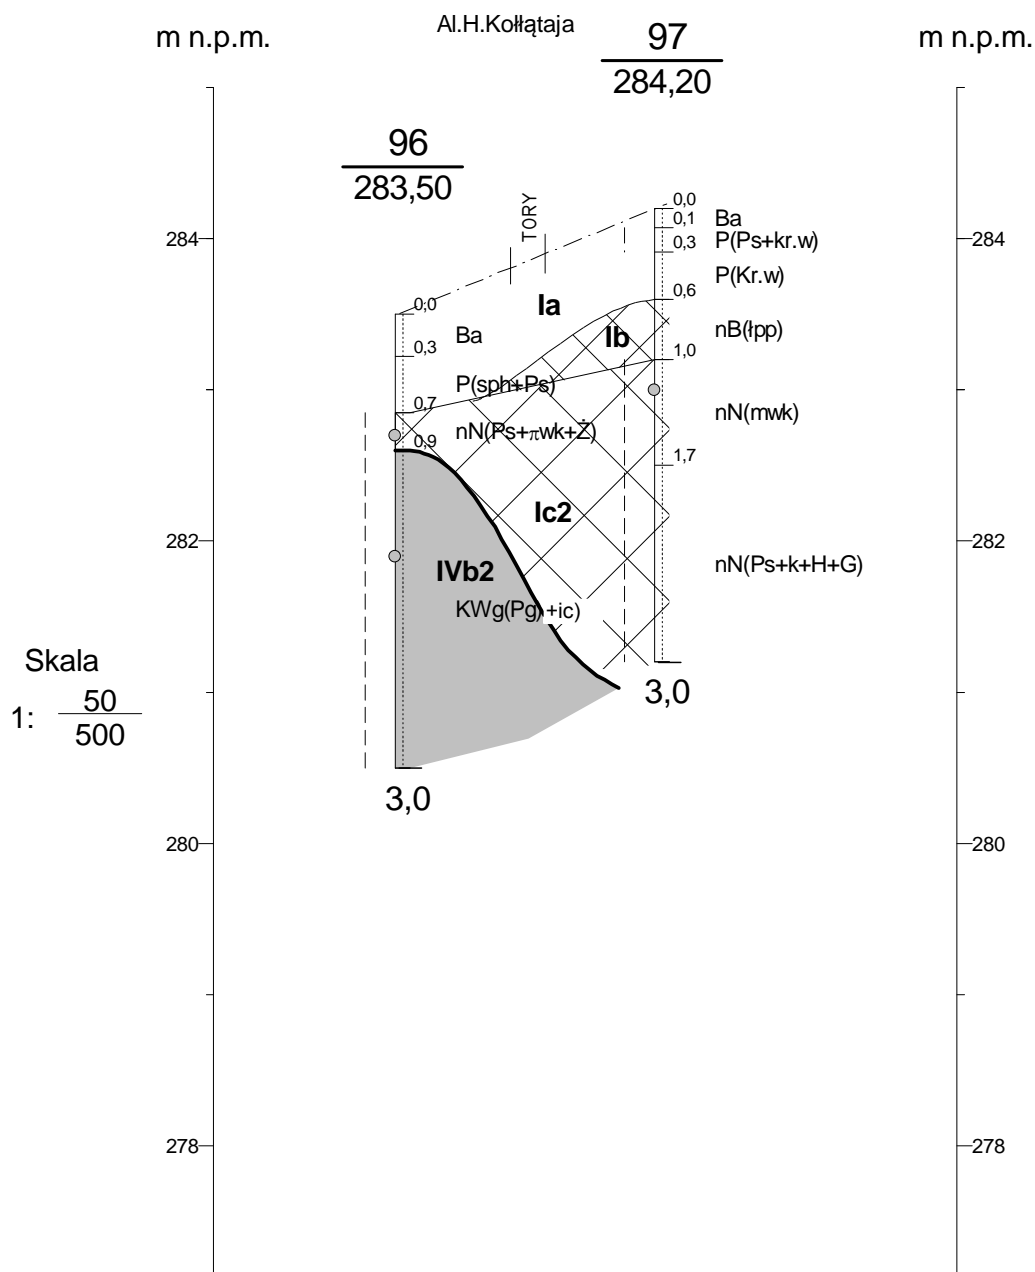 Al.H.Kołłątaja
m n.p.m.
m n.p.m.
97
284,20
96
283,50
TORY
284
284
0,0
0,1
0,3
0,6
1,0
1,7
Ba
P(Ps+kr.w)
P(Kr.w)
nB(łpp)
nN(mwk)
nN(Ps+k+H+G)
3,0
0,0
0,3
0,7
0,9
Ba
P(sph+Ps)
nN(Ps+πwk+Ż)
KWg(Pg +ic)
3,0
Ia
Ib
Ic2
IVb2
282
282
Skala
1: 50
500
280
280
278
278